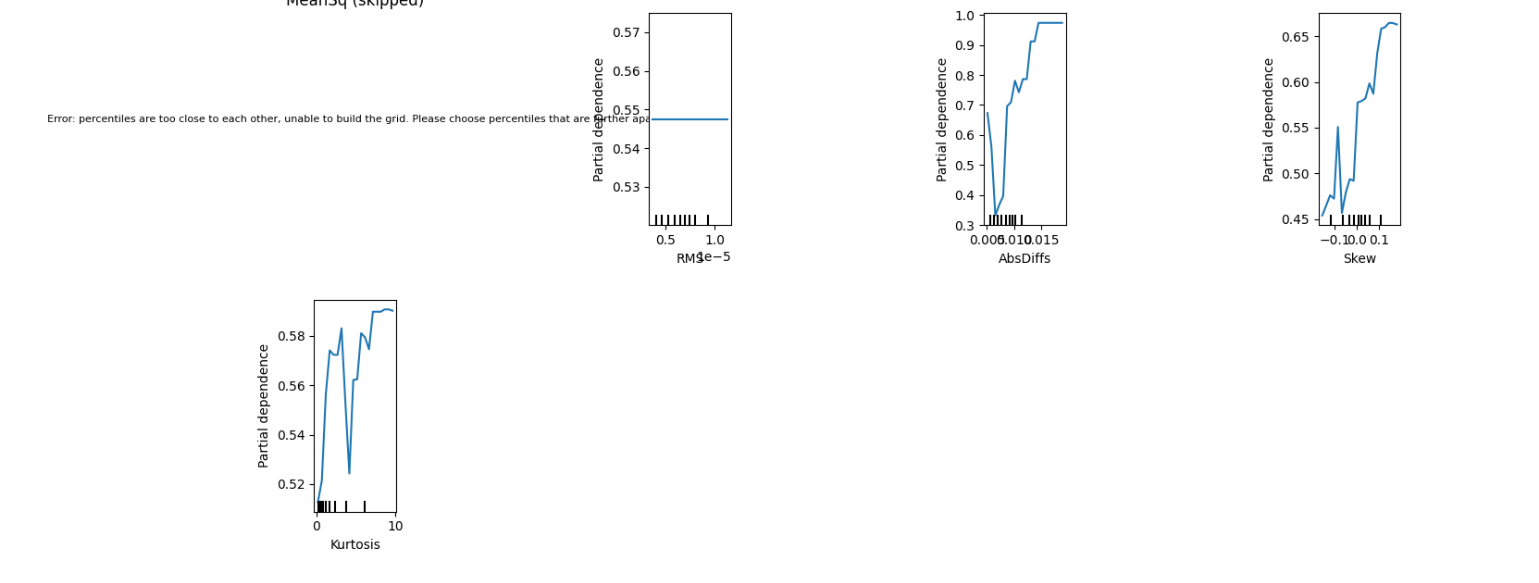 MeanSq (skipped)
Error: percentiles are too close to each other, unable to build the grid. Please choose percentiles that are further apa
Partial dependence
0.57
0.56
0.55
0.54
0.53
0.5 1.0
1e−5
RMS
Partial dependence
1.0
0.9
0.8
0.7
0.6
0.5
0.4
0.3
0.005 0.010 0.015
AbsDiffs
Partial dependence
0.65
0.60
0.55
0.50
0.45
−0.1 0.0 0.1
Skew
Partial dependence
0.58
0.56
0.54
0.52
0 10
Kurtosis